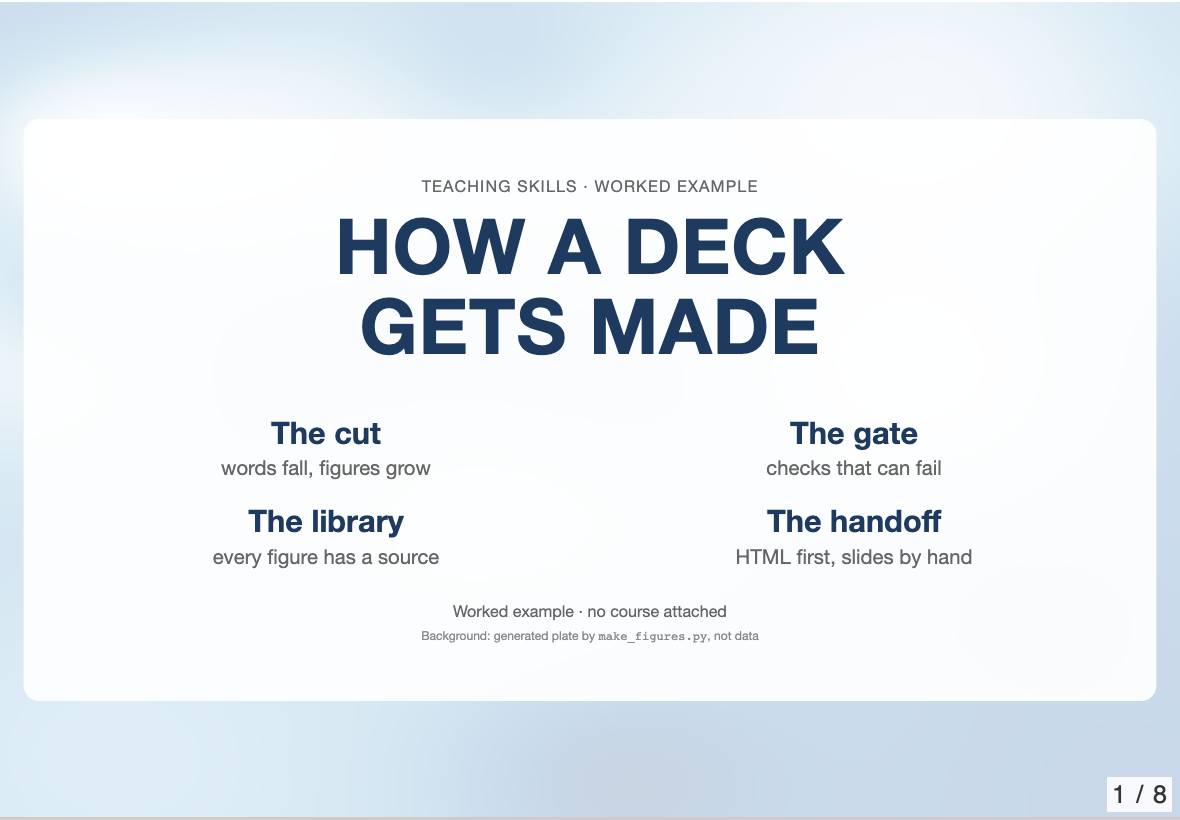 TEACHING SKILLS · WORKED EXAMPLE
HOW A DECK
GETS MADE
The cut
words fall, figures grow
The gate
checks that can fail
The library
every figure has a source
The handoff
HTML first, slides by hand
Worked example · no course attached
Background: generated plate by make_figures.py, not data
1 / 8